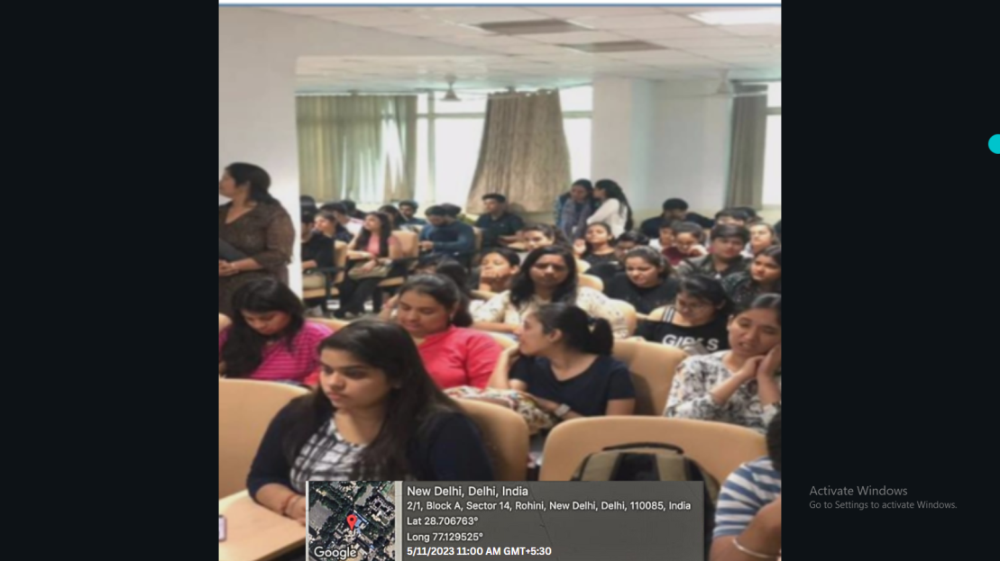 GIRLS
New Delhi, Delhi, India
2/1, Block A, Sector 14, Rohini, New Delhi, Delhi, 110085, India
Lat 28.706763°
Long 77.129525°
5/11/2023 11:00 AM GMT+5:30
Google
Activate Windows
Go to Settings to activate Windows.